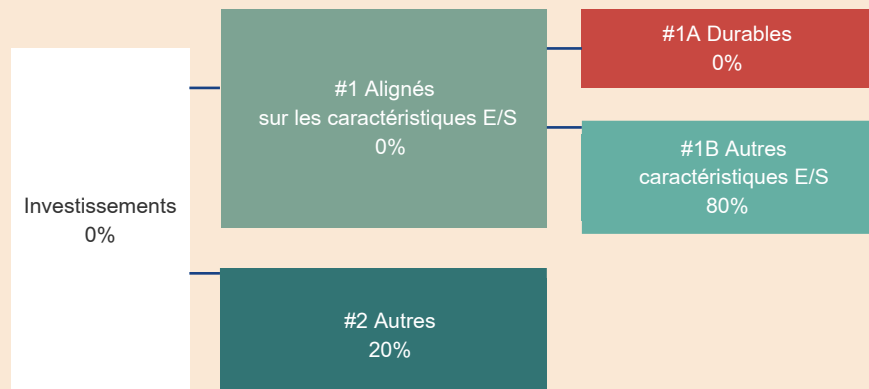 Investissements
0%
#1 Alignés
sur les caractéristiques E/S
0%
#2 Autres
20%
#1A Durables
0%
#1B Autres
caractéristiques E/S
80%